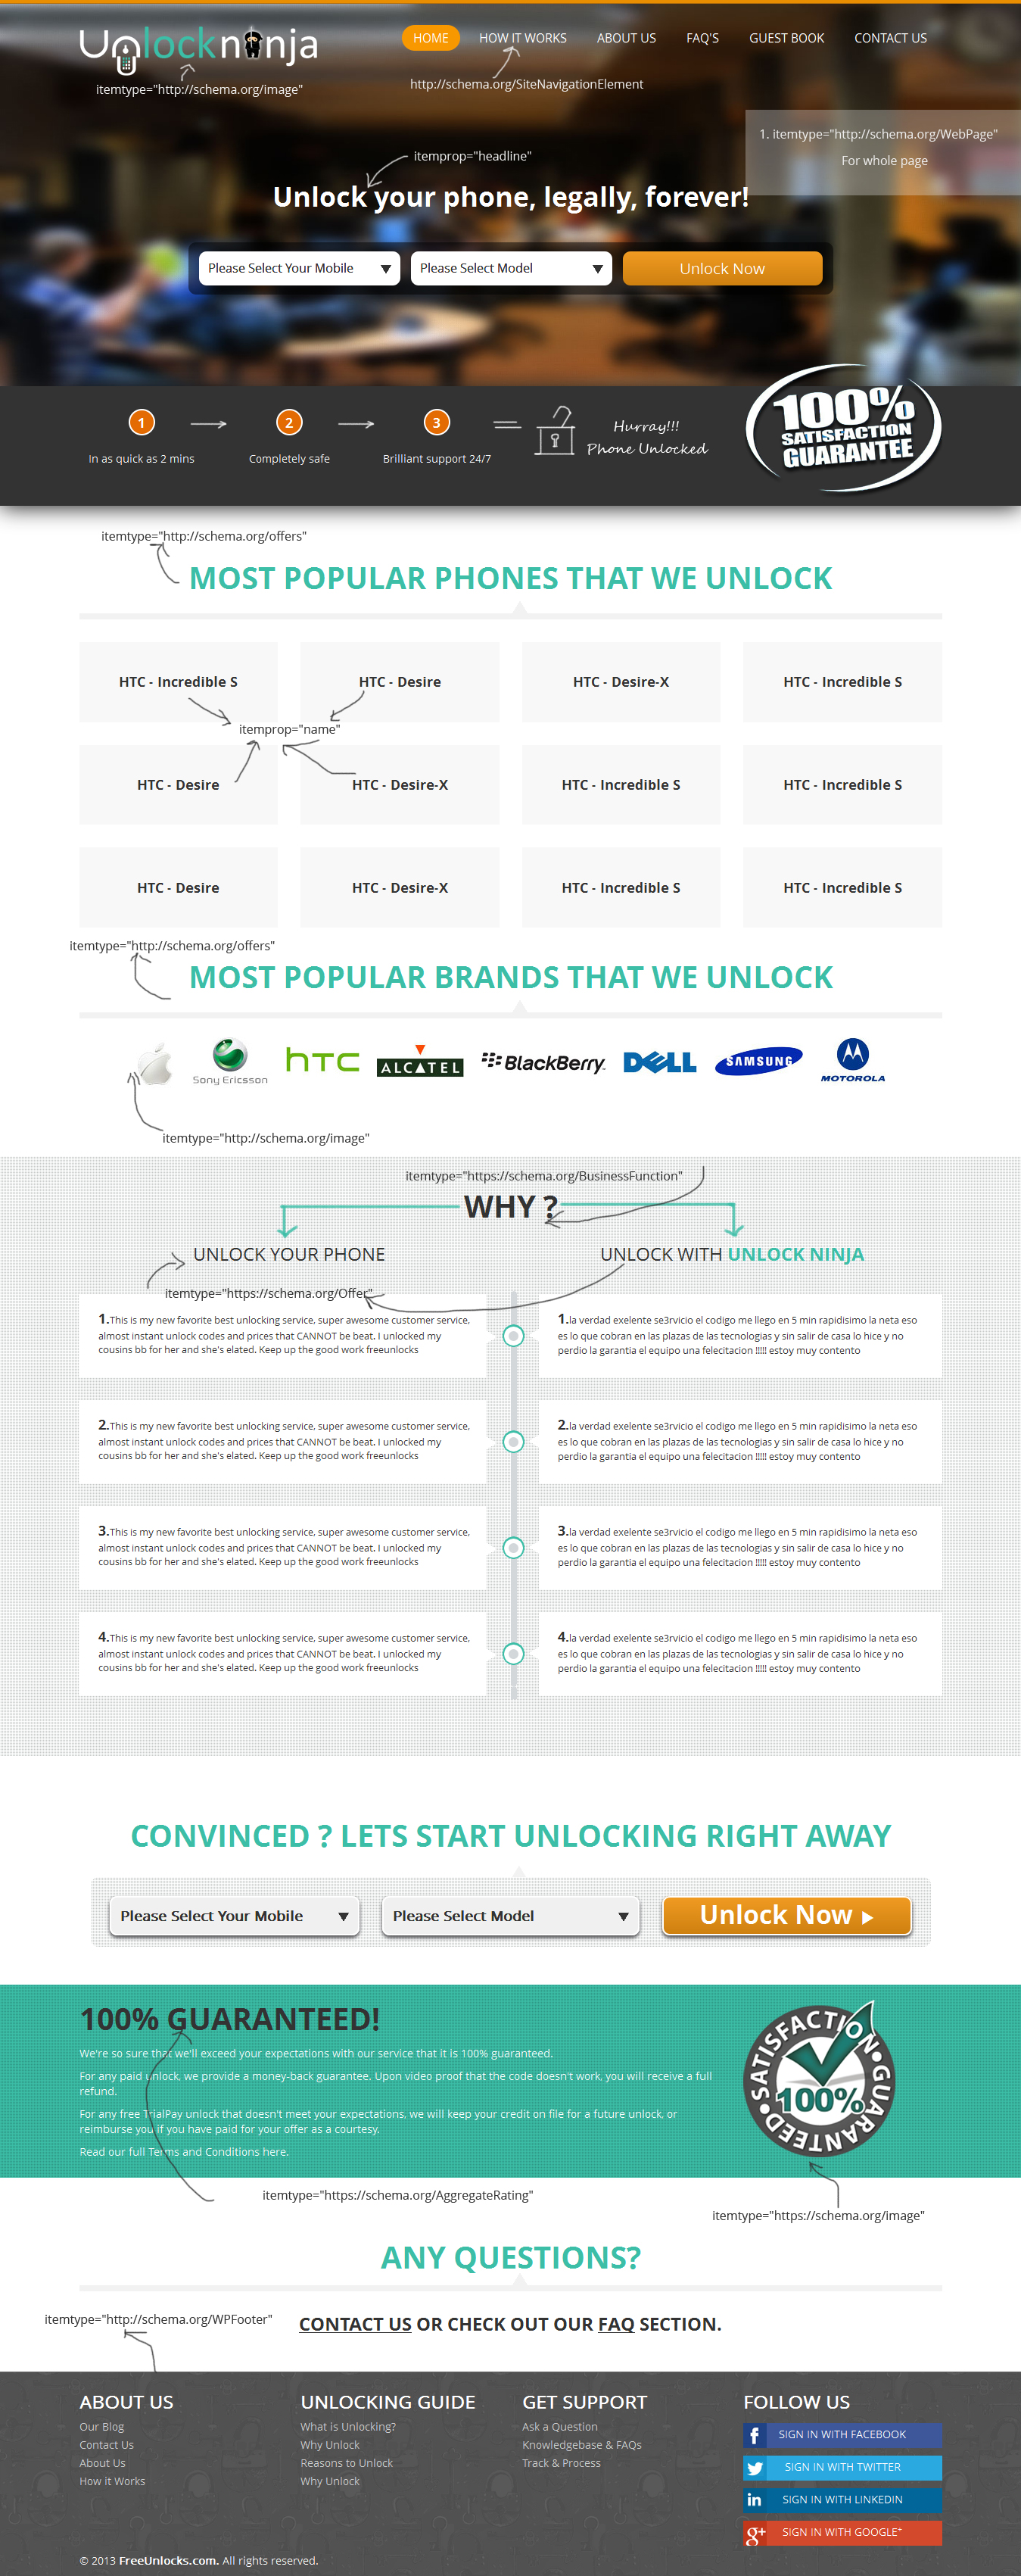 Unlockninja
HOME HOW IT WORKS ABOUT US FAQ'S GUEST BOOK CONTACT US
itemtype="http://schema.org/image"
http://schema.org/SiteNavigationElement
1. itemtype="http://schema.org/WebPage"
For whole page
itemprop="headline"
Unlock your phone, legally, forever!
Please Select Your Mobile Please Select Model Unlock Now
1 2 3
In as quick as 2 mins Completely safe Brilliant support 24/7
Hurray!!!
Phone Unlocked
100%
SATISFACTION
GUARANTEE
itemtype="http://schema.org/offers"
MOST POPULAR PHONES THAT WE UNLOCK
HTC - Incredible S HTC - Desire HTC - Desire-X HTC - Incredible S
itemprop="name"
HTC - Desire HTC - Desire-X HTC - Incredible S HTC - Incredible S
HTC - Desire HTC - Desire-X HTC - Incredible S HTC - Incredible S
itemtype="http://schema.org/offers"
MOST POPULAR BRANDS THAT WE UNLOCK
Sony Ericsson hTC ALCATEL BlackBerry DELL SAMSUNG MOTOROLA
itemtype="http://schema.org/image"
itemtype="https://schema.org/BusinessFunction"
WHY ?
UNLOCK YOUR PHONE
UNLOCK WITH UNLOCK NINJA
itemtype="https://schema.org/Offer"
1.This is my new favorite best unlocking service, super awesome customer service,
almost instant unlock codes and prices that CANNOT be beat. I unlocked my
cousins bb for her and she's elated. Keep up the good work freeunlocks
1.la verdad exelente se3rvicio el codigo me llego en 5 min rapidisimo la neta eso
es lo que cobran en las plazas de las tecnologias y sin salir de casa lo hice y no
perdio la garantia el equipo una felecitacion !!!!! estoy muy contento
2.This is my new favorite best unlocking service, super awesome customer service,
almost instant unlock codes and prices that CANNOT be beat. I unlocked my
cousins bb for her and she's elated. Keep up the good work freeunlocks
2.la verdad exelente se3rvicio el codigo me llego en 5 min rapidisimo la neta eso
es lo que cobran en las plazas de las tecnologias y sin salir de casa lo hice y no
perdio la garantia el equipo una felecitacion !!!!! estoy muy contento
3.This is my new favorite best unlocking service, super awesome customer service,
almost instant unlock codes and prices that CANNOT be beat. I unlocked my
cousins bb for her and she's elated. Keep up the good work freeunlocks
3.la verdad exelente se3rvicio el codigo me llego en 5 min rapidisimo la neta eso
es lo que cobran en las plazas de las tecnologias y sin salir de casa lo hice y no
perdio la garantia el equipo una felecitacion !!!!! estoy muy contento
4.This is my new favorite best unlocking service, super awesome customer service,
almost instant unlock codes and prices that CANNOT be beat. I unlocked my
cousins bb for her and she's elated. Keep up the good work freeunlocks
4.la verdad exelente se3rvicio el codigo me llego en 5 min rapidisimo la neta eso
es lo que cobran en las plazas de las tecnologias y sin salir de casa lo hice y no
perdio la garantia el equipo una felecitacion !!!!! estoy muy contento
CONVINCED ? LETS START UNLOCKING RIGHT AWAY
Please Select Your Mobile Please Select Model Unlock Now
100% GUARANTEED!
We're so sure that we'll exceed your expectations with our service that it is 100% guaranteed.
For any paid unlock, we provide a money-back guarantee. Upon video proof that the code doesn't work, you will receive a full
refund.
For any free TrialPay unlock that doesn't meet your expectations, we will keep your credit on file for a future unlock, or
reimburse you if you have paid for your offer as a courtesy.
Read our full Terms and Conditions here.
SATISFACTION GUARANTEED
100%
itemtype="https://schema.org/AggregateRating"
itemtype="https://schema.org/image"
ANY QUESTIONS?
itemtype="http://schema.org/WPFooter"
CONTACT US OR CHECK OUT OUR FAQ SECTION.
ABOUT US
Our Blog
Contact Us
About Us
How it Works
UNLOCKING GUIDE
What is Unlocking?
Why Unlock
Reasons to Unlock
Why Unlock
GET SUPPORT
Ask a Question
Knowledgebase & FAQs
Track & Process
FOLLOW US
f SIGN IN WITH FACEBOOK
SIGN IN WITH TWITTER
in SIGN IN WITH LINKEDIN
g+ SIGN IN WITH GOOGLE+
© 2013 FreeUnlocks.com. All rights reserved.